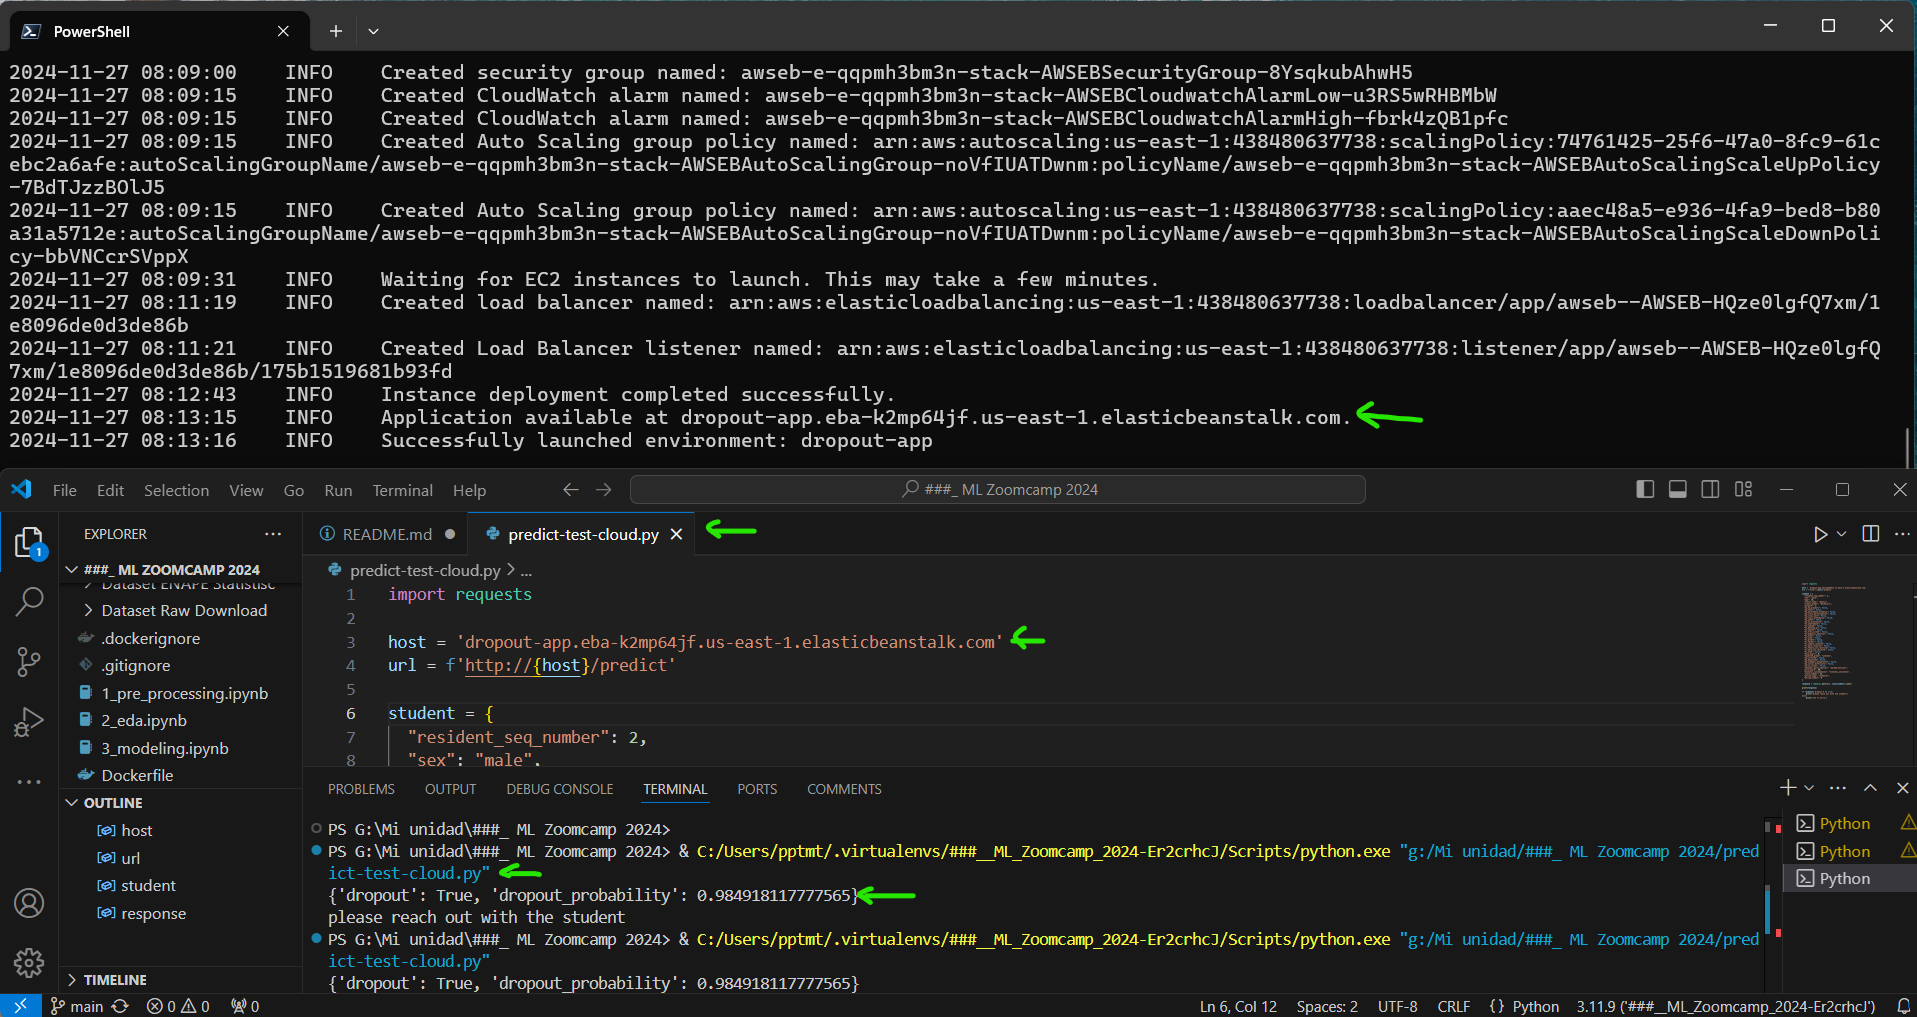 PowerShell
2024-11-27 08:09:00    INFO    Created security group named: awseb-e-qqpmh3bm3n-stack-AWSEBSecurityGroup-8YsqkubAhwH5
2024-11-27 08:09:15    INFO    Created CloudWatch alarm named: awseb-e-qqpmh3bm3n-stack-AWSEBCloudwatchAlarmLow-u3RS5wRHBMbW
2024-11-27 08:09:15    INFO    Created CloudWatch alarm named: awseb-e-qqpmh3bm3n-stack-AWSEBCloudwatchAlarmHigh-fbrk4zQB1pfc
2024-11-27 08:09:15    INFO    Created Auto Scaling group policy named: arn:aws:autoscaling:us-east-1:438480637738:scalingPolicy:74761425-25f6-47a0-8fc9-61c
ebc2a6afe:autoScalingGroupName/awseb-e-qqpmh3bm3n-stack-AWSEBAutoScalingGroup-noVfIUATDwnm:policyName/awseb-e-qqpmh3bm3n-stack-AWSEBAutoScalingScaleUpPolicy
-7BdTJzzBOlJ5
2024-11-27 08:09:15    INFO    Created Auto Scaling group policy named: arn:aws:autoscaling:us-east-1:438480637738:scalingPolicy:aaec48a5-e936-4fa9-bed8-b80
a31a5712e:autoScalingGroupName/awseb-e-qqpmh3bm3n-stack-AWSEBAutoScalingGroup-noVfIUATDwnm:policyName/awseb-e-qqpmh3bm3n-stack-AWSEBAutoScalingScaleDownPoli
cy-bbVNCcrSVppX
2024-11-27 08:09:31    INFO    Waiting for EC2 instances to launch. This may take a few minutes.
2024-11-27 08:11:19    INFO    Created load balancer named: arn:aws:elasticloadbalancing:us-east-1:438480637738:loadbalancer/app/awseb--AWSEB-HQze0lgfQ7xm/1
e8096de0d3de86b
2024-11-27 08:11:21    INFO    Created Load Balancer listener named: arn:aws:elasticloadbalancing:us-east-1:438480637738:listener/app/awseb--AWSEB-HQze0lgfQ
7xm/1e8096de0d3de86b/175b1519681b93fd
2024-11-27 08:12:43    INFO    Instance deployment completed successfully.
2024-11-27 08:13:15    INFO    Application available at dropout-app.eba-k2mp64jf.us-east-1.elasticbeanstalk.com.
2024-11-27 08:13:16    INFO    Successfully launched environment: dropout-app
File Edit Selection View Go Run Terminal Help
###_ ML Zoomcamp 2024
EXPLORER
README.md
predict-test-cloud.py
###_ ML ZOOMCAMP 2024
Dataset ENAPE Statistisc
Dataset Raw Download
.dockerignore
.gitignore
1_pre_processing.ipynb
2_eda.ipynb
3_modeling.ipynb
Dockerfile
OUTLINE
host
url
student
response
TIMELINE
1
predict-test-cloud.py > ...
1 import requests
2
3 host = 'dropout-app.eba-k2mp64jf.us-east-1.elasticbeanstalk.com'
4 url = f'http://{host}/predict'
5
6 student = {
7 "resident_seq_number": 2,
8 "sex": "male",
PROBLEMS OUTPUT DEBUG CONSOLE TERMINAL PORTS COMMENTS
PS G:\Mi unidad\###_ ML Zoomcamp 2024>
PS G:\Mi unidad\###_ ML Zoomcamp 2024> & C:/Users/pptmt/.virtualenvs/###__ML_Zoomcamp_2024-Er2crhcJ/Scripts/python.exe "g:/Mi unidad/###_ ML Zoomcamp 2024/pred
ict-test-cloud.py"
{'dropout': True, 'dropout_probability': 0.984918117777565}
please reach out with the student
PS G:\Mi unidad\###_ ML Zoomcamp 2024> & C:/Users/pptmt/.virtualenvs/###__ML_Zoomcamp_2024-Er2crhcJ/Scripts/python.exe "g:/Mi unidad/###_ ML Zoomcamp 2024/pred
ict-test-cloud.py"
{'dropout': True, 'dropout_probability': 0.984918117777565}
Python
Python
Python
main 0 0 0
Ln 6, Col 12 Spaces: 2 UTF-8 CRLF {} Python 3.11.9 ('###__ML_Zoomcamp_2024-Er2crhcJ')